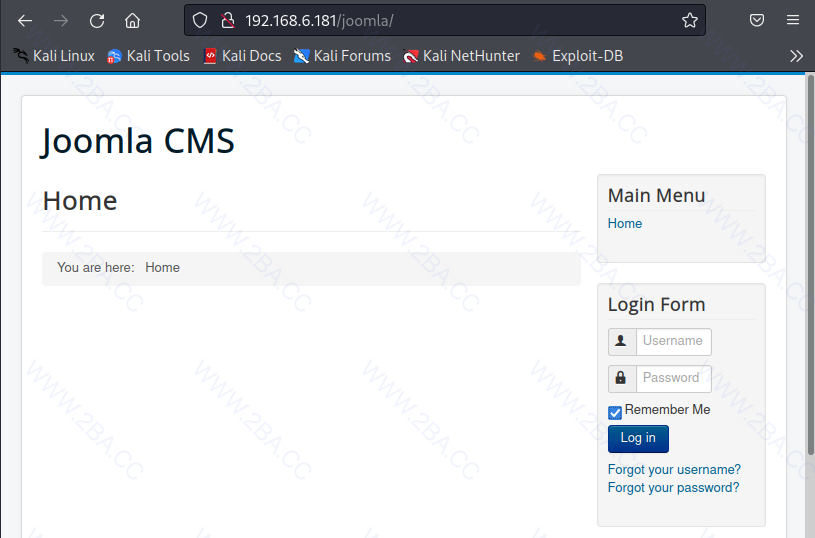 192.168.6.181/joomla/
Kali Linux Kali Tools Kali Docs Kali Forums Kali NetHunter Exploit-DB
Joomla CMS
Home
You are here: Home
Main Menu
Home
Login Form
Username
Password
Remember Me
Log in
Forgot your username?
Forgot your password?
WWW.2BA.CC